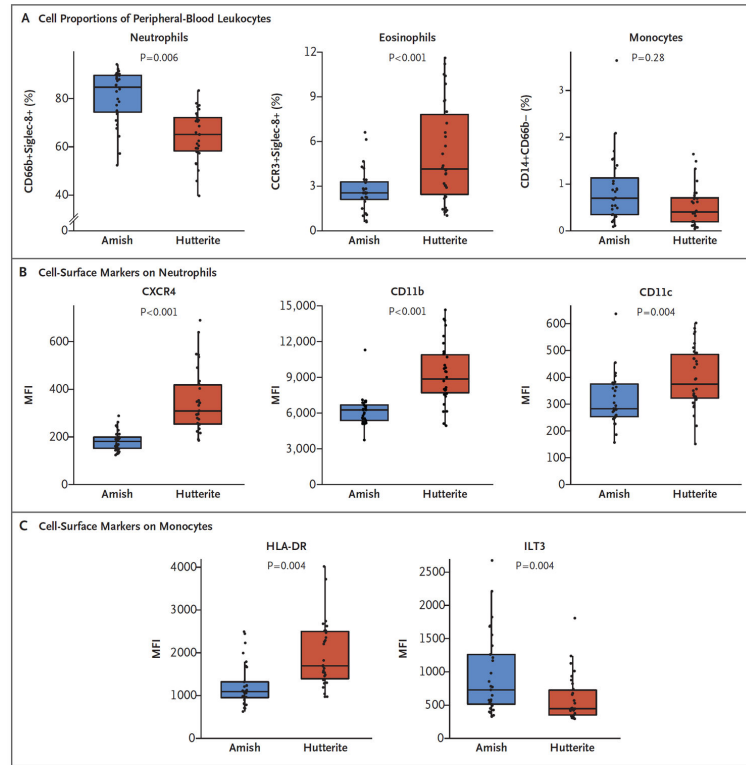 A Cell Proportions of Peripheral-Blood Leukocytes
Neutrophils
P=0.006
CD66b+Siglec-8+ (%)
80
60
40
0
Amish
Hutterite
Eosinophils
P<0.001
CCR3+Siglec-8+ (%)
12
9
6
3
0
Amish
Hutterite
Monocytes
P=0.28
CD14+CD66b− (%)
3
2
1
0
Amish
Hutterite
B Cell-Surface Markers on Neutrophils
CXCR4
P<0.001
MFI
600
400
200
0
Amish
Hutterite
CD11b
P<0.001
MFI
15,000
12,000
9,000
6,000
3,000
0
Amish
Hutterite
CD11c
P=0.004
MFI
600
500
400
300
200
100
0
Amish
Hutterite
C Cell-Surface Markers on Monocytes
HLA-DR
P=0.004
MFI
4000
3000
2000
1000
0
Amish
Hutterite
ILT3
P=0.004
MFI
2500
2000
1500
1000
500
0
Amish
Hutterite